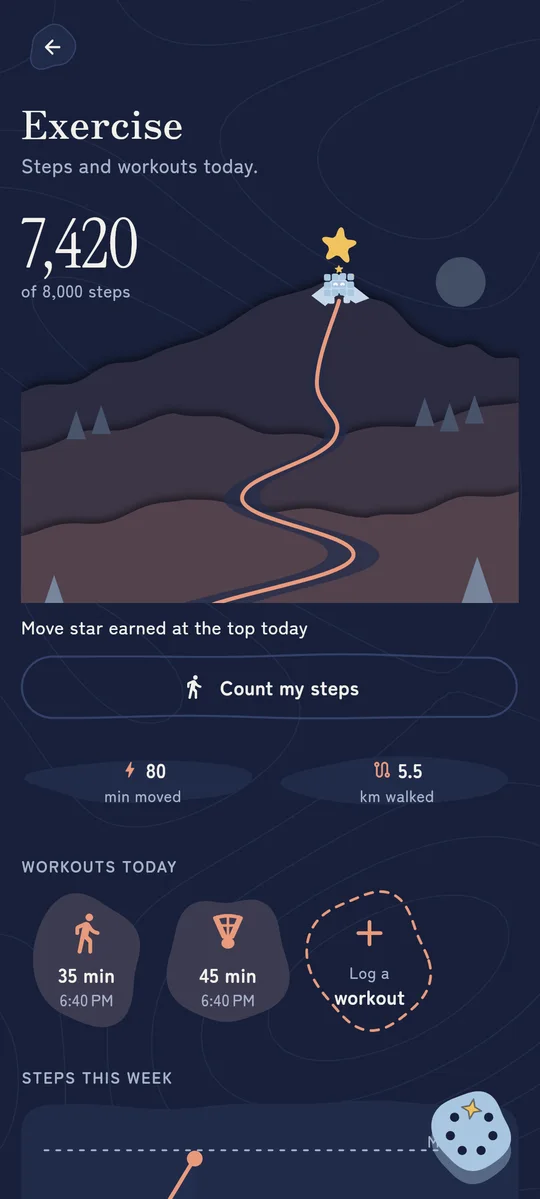 Exercise
Steps and workouts today.
7,420
of 8,000 steps
Move star earned at the top today
Count my steps
80
min moved
5.5
km walked
WORKOUTS TODAY
35 min
6:40 PM
45 min
6:40 PM
Log a
workout
STEPS THIS WEEK